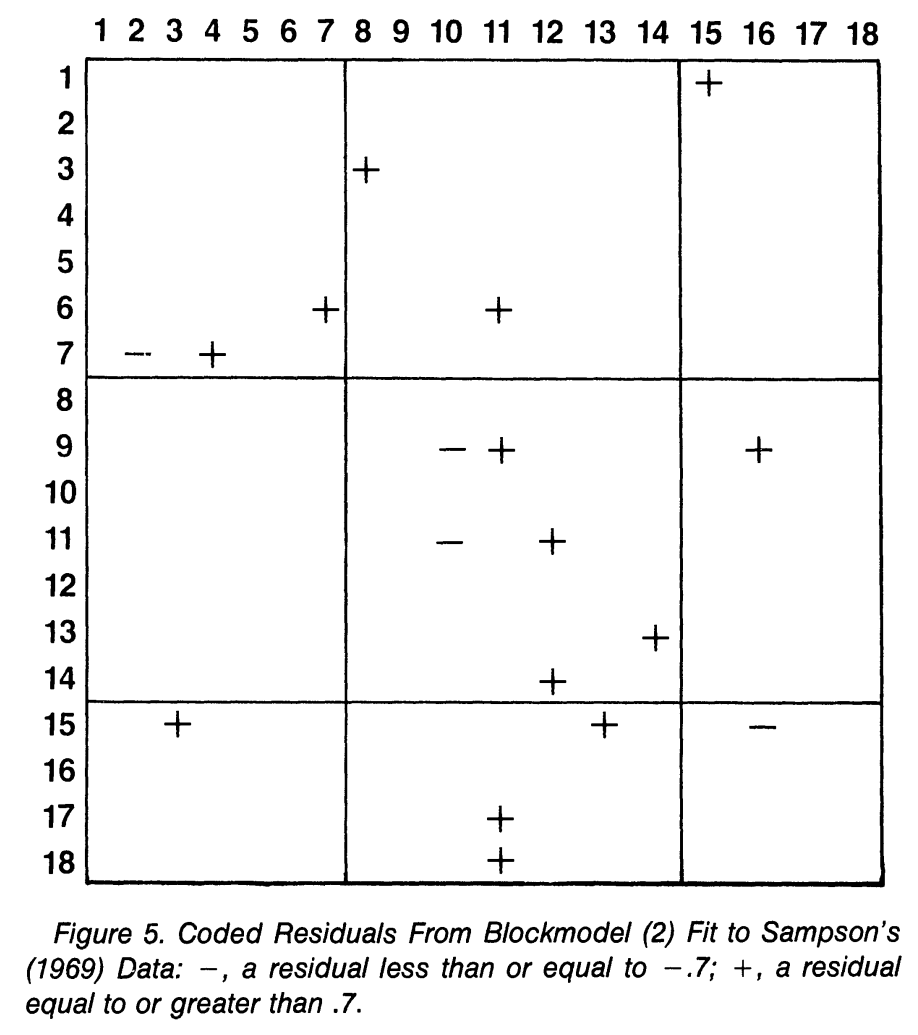 1 2 3 4 5 6 7 8 9 10 11 12 13 14 15 16 17 18
1 +
2
3 +
4
5
6 + +
7 − +
8
9 − + +
10
11 − +
12
13 +
14 +
15 + + −
16
17 +
18 +
Figure 5. Coded Residuals From Blockmodel (2) Fit to Sampson's
(1969) Data: −, a residual less than or equal to −.7; +, a residual
equal to or greater than .7.